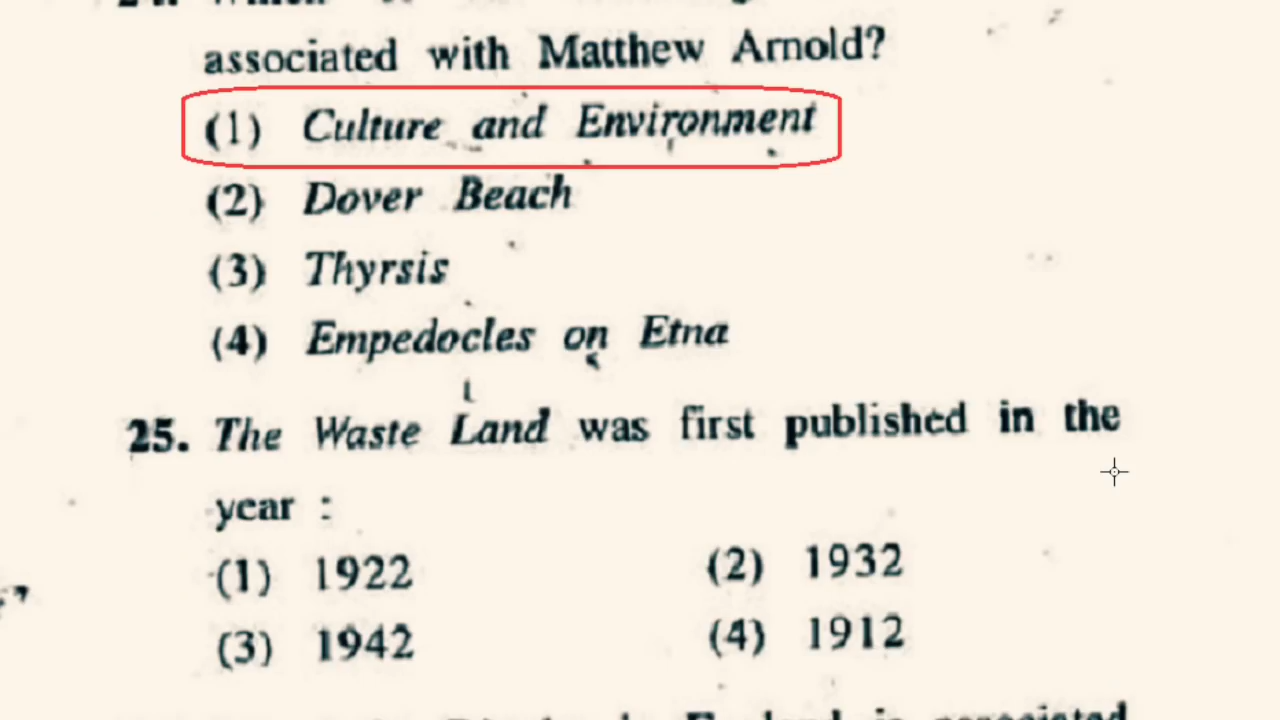 associated with Matthew Arnold?
(1) Culture and Environment
(2) Dover Beach
(3) Thyrsis
(4) Empedocles on Etna
25. The Waste Land was first published in the
year :
(1) 1922 (2) 1932
(3) 1942 (4) 1912